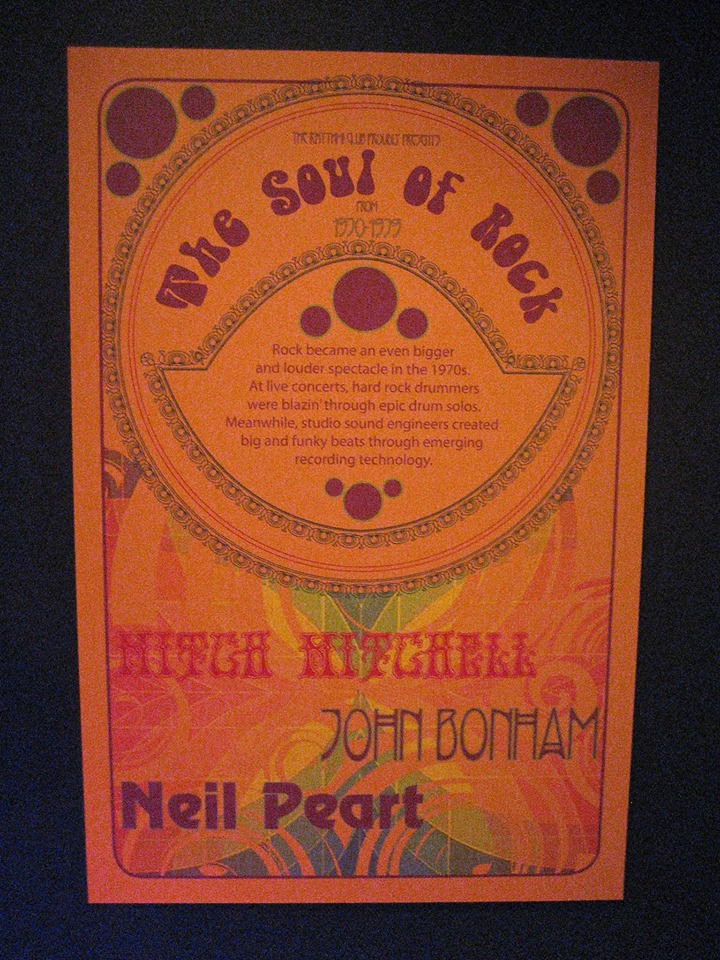 THE RHYTHM CLUB PROUDLY PRESENTS
The Soul of Rock
FROM
1970-1979
Rock became an even bigger
and louder spectacle in the 1970s.
At live concerts, hard rock drummers
were blazin' through epic drum solos.
Meanwhile, studio sound engineers created
big and funky beats through emerging
recording technology.
MITCH MITCHELL
JOHN BONHAM
Neil Peart